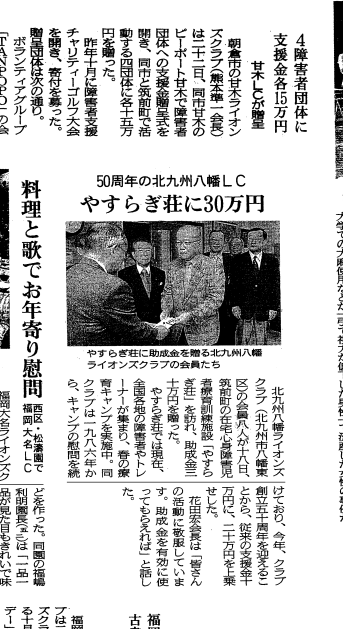 ４障害者団体に
支援金各15万円
甘木ＬＣが贈呈
朝倉市の甘木ライオン
ズクラブ（熊本準一会長）
は二十二日、同市甘木の
ピーポート甘木で障害者
団体への支援金贈呈式を
開き、同市と筑前町で活
動する四団体に各十五万
円を贈った。
昨年十月に障害者支援
チャリティーゴルフ大会
を開き、寄付を募った。
贈呈団体は次の通り。
ボランティアグループ
「TANPOPO」の会
50周年の北九州八幡ＬＣ
やすらぎ荘に30万円
やすらぎ荘に助成金を贈る北九州八幡
ライオンズクラブの会員たち
北九州八幡ライオンズ
クラブ（北九州市八幡東
区）の会員八人が十八日、
筑前町の在宅心身障害児
者療育訓練施設「やすら
ぎ荘」を訪れ、助成金三
十万円を贈った。
やすらぎ荘では現在、
全国各地の障害者やトレ
ーナーが集まり、春の療
育キャンプを実施中。同
クラブは一九八六年か
ら、キャンプの慰問を続
けており、今年、クラブ
創立五十周年を迎えるこ
とから、従来の支援金十
万円に、二十万円を上乗
せした。
花田宏会長は「皆さん
の活動に敬服していま
す。助成金を有効に使
ってもらえれば」と話し
た。
料理と歌でお年寄り慰問
西区・松濤園で
福岡大名ＬＣ
福岡大名ライオンズク
どを作った。同園の福嶋
利明園長は「一品一
品が見た目もきれいで味